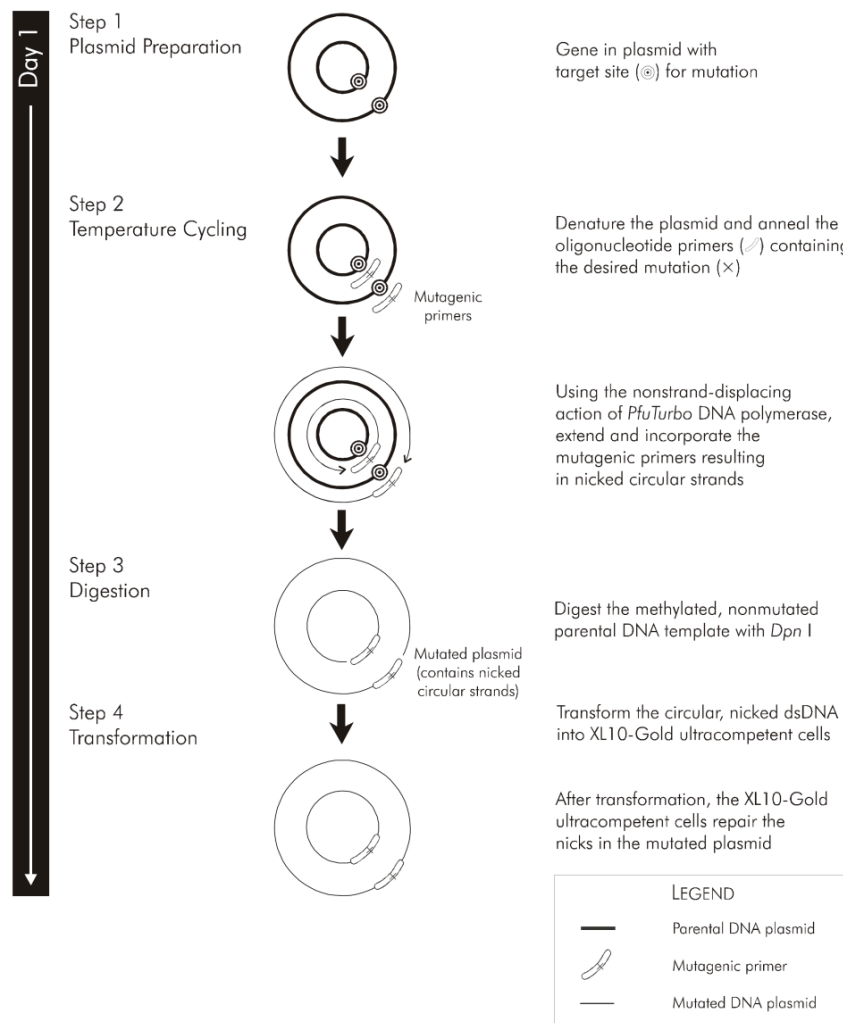 Day 1
Step 1
Plasmid Preparation
Gene in plasmid with
target site ( ) for mutation
Step 2
Temperature Cycling
Denature the plasmid and anneal the
oligonucleotide primers ( ) containing
the desired mutation (×)
Mutagenic
primers
Using the nonstrand-displacing
action of PfuTurbo DNA polymerase,
extend and incorporate the
mutagenic primers resulting
in nicked circular strands
Step 3
Digestion
Digest the methylated, nonmutated
parental DNA template with Dpn I
Mutated plasmid
(contains nicked
circular strands)
Step 4
Transformation
Transform the circular, nicked dsDNA
into XL10-Gold ultracompetent cells
After transformation, the XL10-Gold
ultracompetent cells repair the
nicks in the mutated plasmid
LEGEND
Parental DNA plasmid
Mutagenic primer
Mutated DNA plasmid